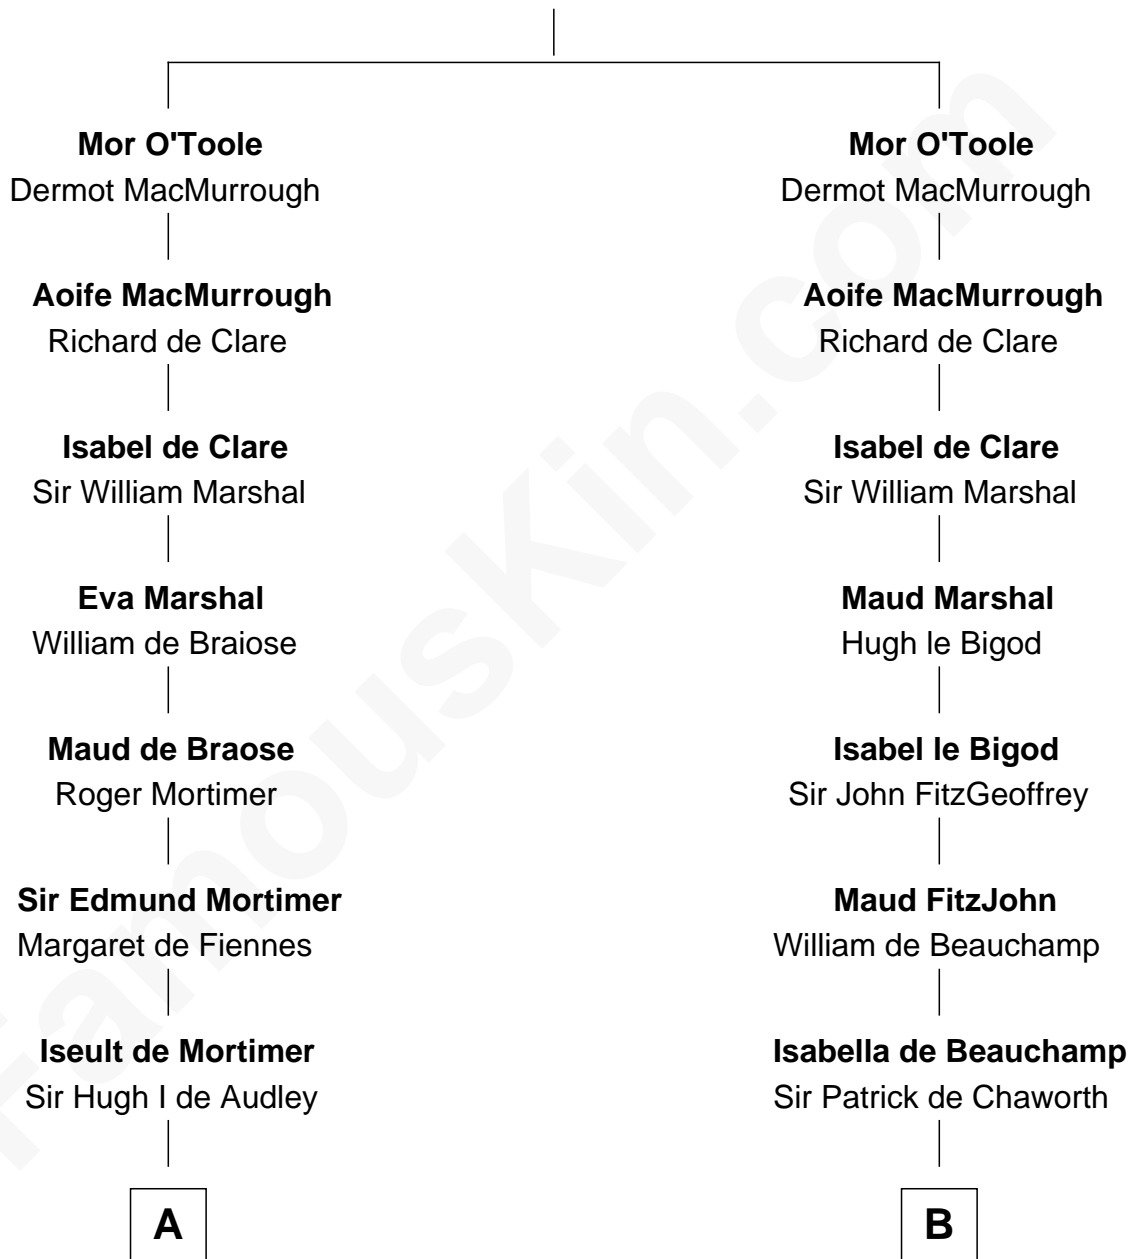 Mor O'Toole
Dermot MacMurrough
Aoife MacMurrough
Richard de Clare
Isabel de Clare
Sir William Marshal
Eva Marshal
William de Braiose
Maud de Braose
Roger Mortimer
Sir Edmund Mortimer
Margaret de Fiennes
Iseult de Mortimer
Sir Hugh I de Audley
A
Mor O'Toole
Dermot MacMurrough
Aoife MacMurrough
Richard de Clare
Isabel de Clare
Sir William Marshal
Maud Marshal
Hugh le Bigod
Isabel le Bigod
Sir John FitzGeoffrey
Maud FitzJohn
William de Beauchamp
Isabella de Beauchamp
Sir Patrick de Chaworth
B
FamousKin.com